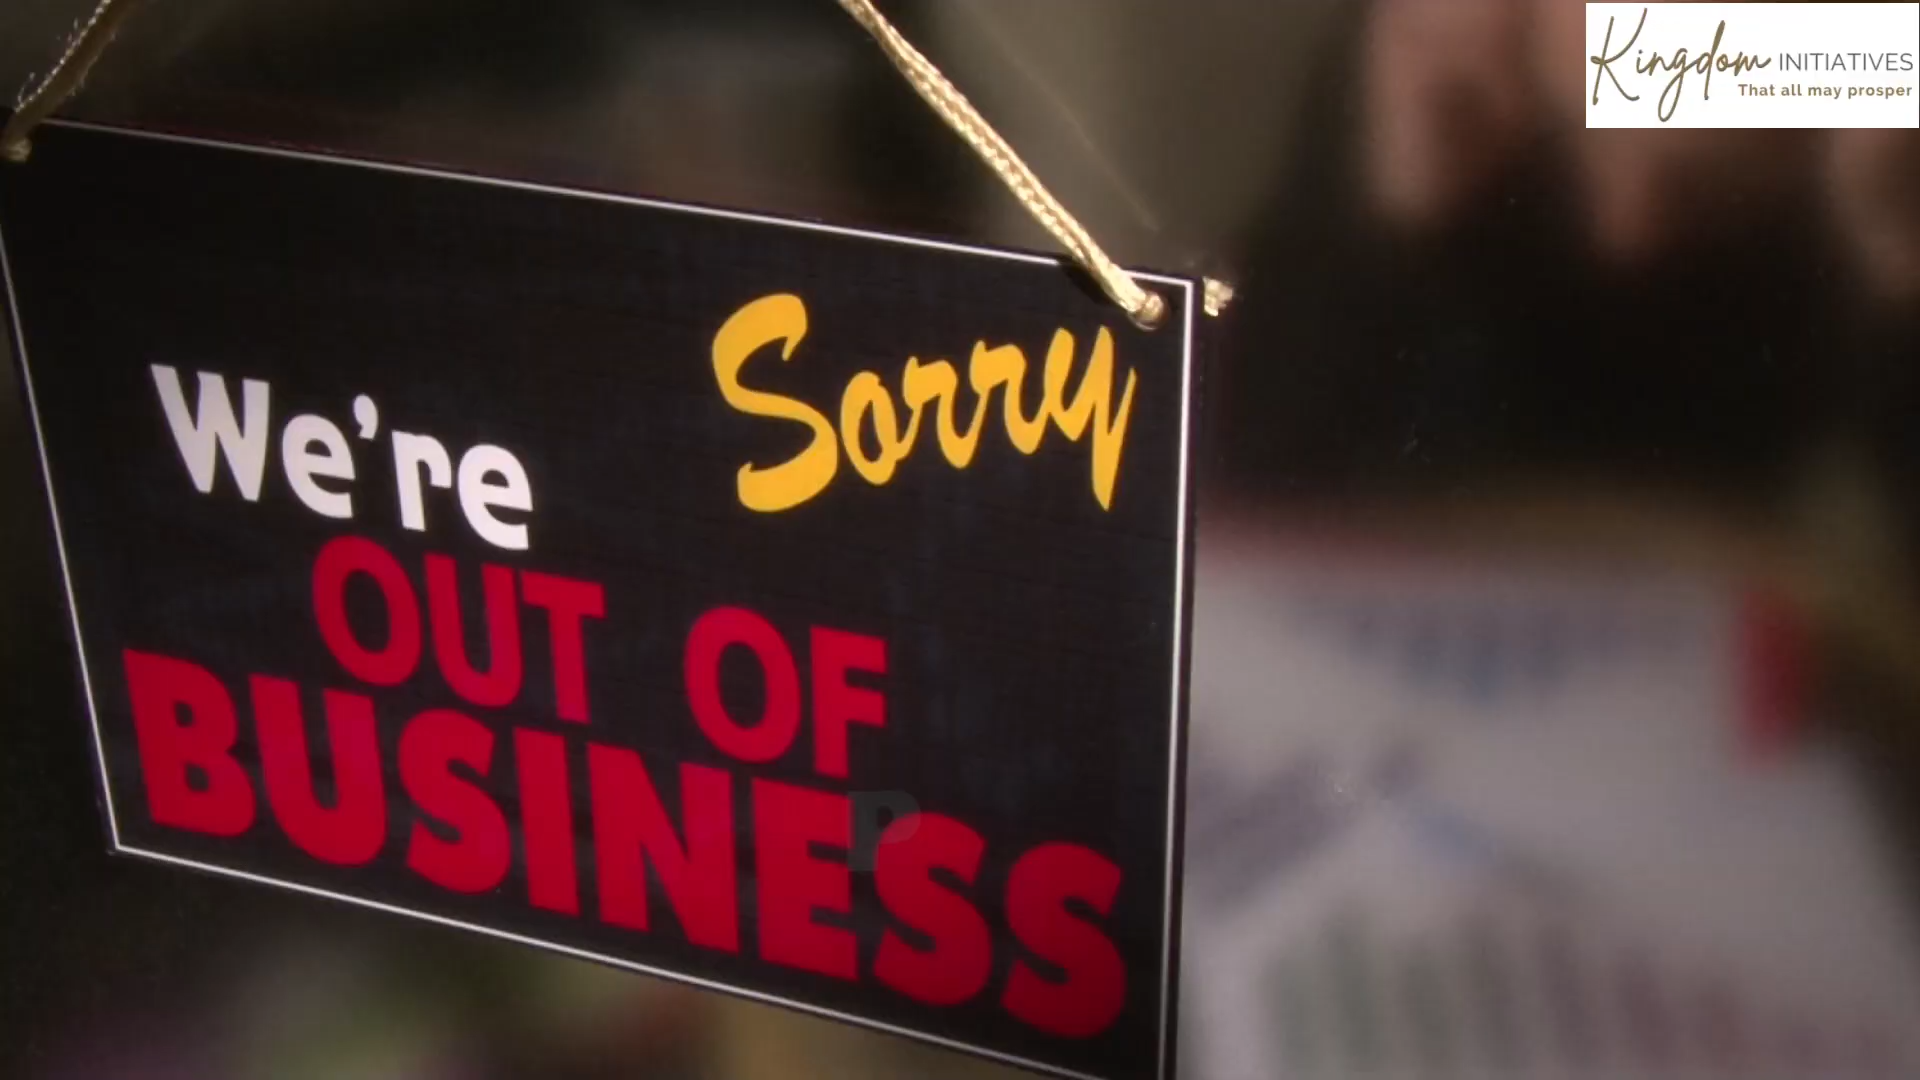 Kingdom INITIATIVES
That all may prosper
Sorry
We're
OUT OF
BUSINESS
P